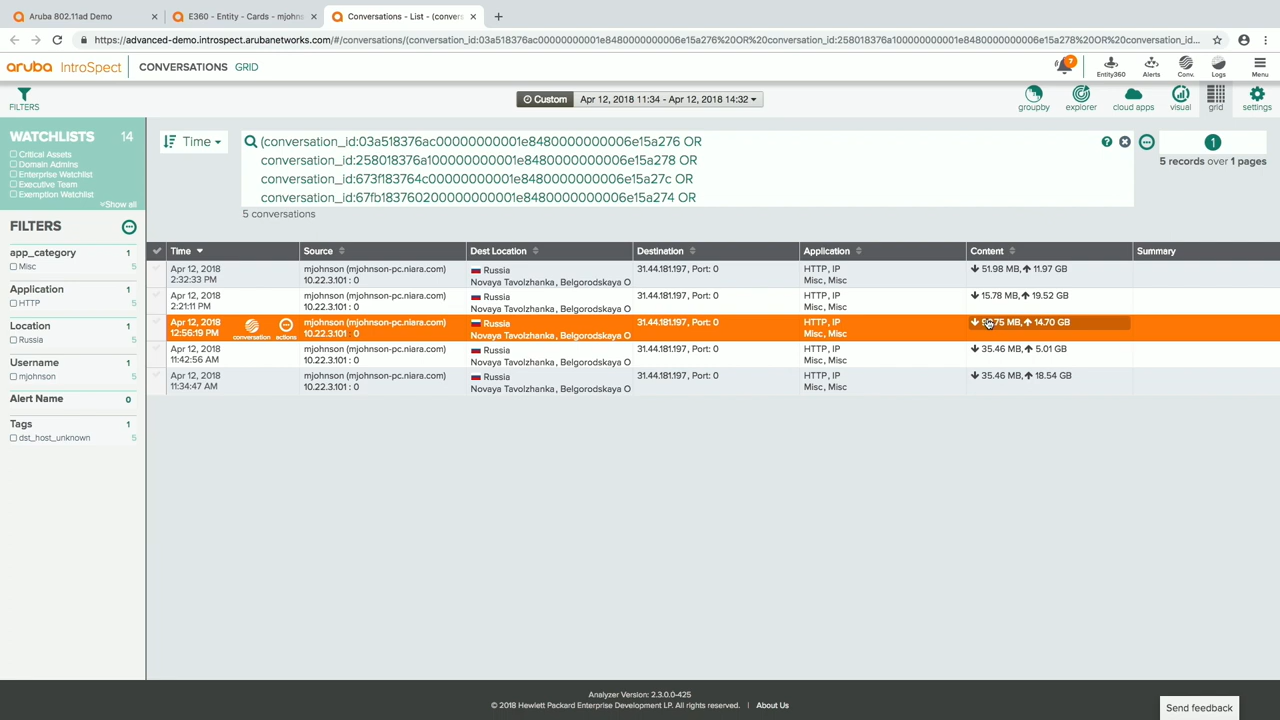 Aruba 802.11ad Demo
E360 - Entity - Cards - mjohns
Conversations - List - (convers
https://advanced-demo.introspect.arubanetworks.com/#/conversations/(conversation_id:03a518376ac00000000001e84800000000006e15a276%20OR%20conversation_id:258018376a100000000001e84800000000006e15a278%20OR%20conversation_id...
aruba IntroSpect
CONVERSATIONS GRID
7
Entity360
Alerts
Conv.
Logs
Menu
FILTERS
Custom
Apr 12, 2018 11:34 - Apr 12, 2018 14:32
groupby
explorer
cloud apps
visual
grid
settings
WATCHLISTS 14
Critical Assets
Domain Admins
Enterprise Watchlist
Executive Team
Exemption Watchlist
Show all
Time
(conversation_id:03a518376ac00000000001e84800000000006e15a276 OR
conversation_id:258018376a100000000001e84800000000006e15a278 OR
conversation_id:673f183764c00000000001e84800000000006e15a27c OR
conversation_id:67fb183760200000000001e84800000000006e15a274 OR
5 conversations
1
5 records over 1 pages
FILTERS
app_category 1
Misc 5
Application 1
HTTP 5
Location 1
Russia 5
Username 1
mjohnson 5
Alert Name 0
Tags 1
dst_host_unknown 5
Time Source Dest Location Destination Application Content Summary
Apr 12, 2018 mjohnson (mjohnson-pc.niara.com) Russia 31.44.181.197, Port: 0 HTTP, IP 51.98 MB, 11.97 GB
2:32:33 PM 10.22.3.101 : 0 Novaya Tavolzhanka, Belgorodskaya O Misc, Misc
Apr 12, 2018 mjohnson (mjohnson-pc.niara.com) Russia 31.44.181.197, Port: 0 HTTP, IP 15.78 MB, 19.52 GB
2:21:11 PM 10.22.3.101 : 0 Novaya Tavolzhanka, Belgorodskaya O Misc, Misc
Apr 12, 2018 mjohnson (mjohnson-pc.niara.com) Russia 31.44.181.197, Port: 0 HTTP, IP MB, 14.70 GB
12:56:19 PM conversation actions 10.22.3.101 : 0 Novaya Tavolzhanka, Belgorodskaya O Misc, Misc
Apr 12, 2018 mjohnson (mjohnson-pc.niara.com) Russia 31.44.181.197, Port: 0 HTTP, IP 35.46 MB, 5.01 GB
11:42:56 AM 10.22.3.101 : 0 Novaya Tavolzhanka, Belgorodskaya O Misc, Misc
Apr 12, 2018 mjohnson (mjohnson-pc.niara.com) Russia 31.44.181.197, Port: 0 HTTP, IP 35.46 MB, 18.54 GB
11:34:47 AM 10.22.3.101 : 0 Novaya Tavolzhanka, Belgorodskaya O Misc, Misc
Analyzer Version: 2.3.0.0-425
© 2018 Hewlett Packard Enterprise Development LP. All rights reserved. | About Us
Send feedback